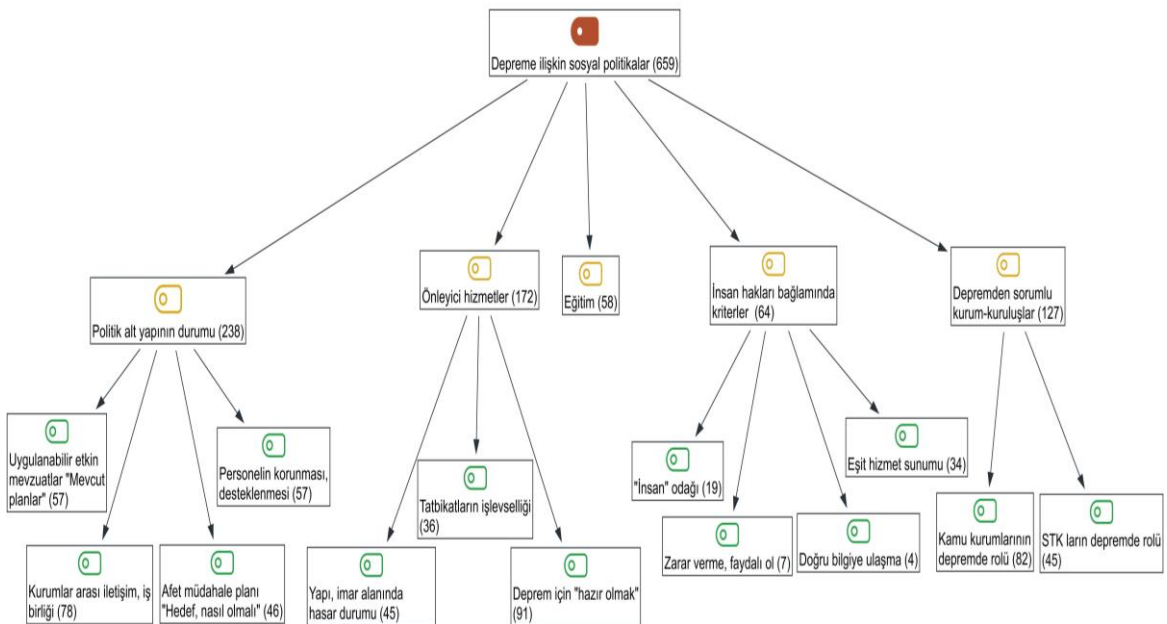 Depreme ilişkin sosyal politikalar (659)
Politik alt yapının durumu (238)
Önleyici hizmetler (172)
Eğitim (58)
İnsan hakları bağlamında
kriterler (64)
Depremden sorumlu
kurum-kuruluşlar (127)
Uygulanabilir etkin
mevzuatlar "Mevcut
planlar" (57)
Personelin korunması,
desteklenmesi (57)
Kurumlar arası iletişim, iş
birliği (78)
Afet müdahale planı
"Hedef, nasıl olmalı" (46)
Tatbikatların işlevselliği
(36)
Yapı, imar alanında
hasar durumu (45)
Deprem için "hazır olmak"
(91)
"İnsan" odağı (19)
Eşit hizmet sunumu (34)
Zarar verme, faydalı ol (7)
Doğru bilgiye ulaşma (4)
Kamu kurumlarının
depremde rolü (82)
STK ların depremde rolü
(45)